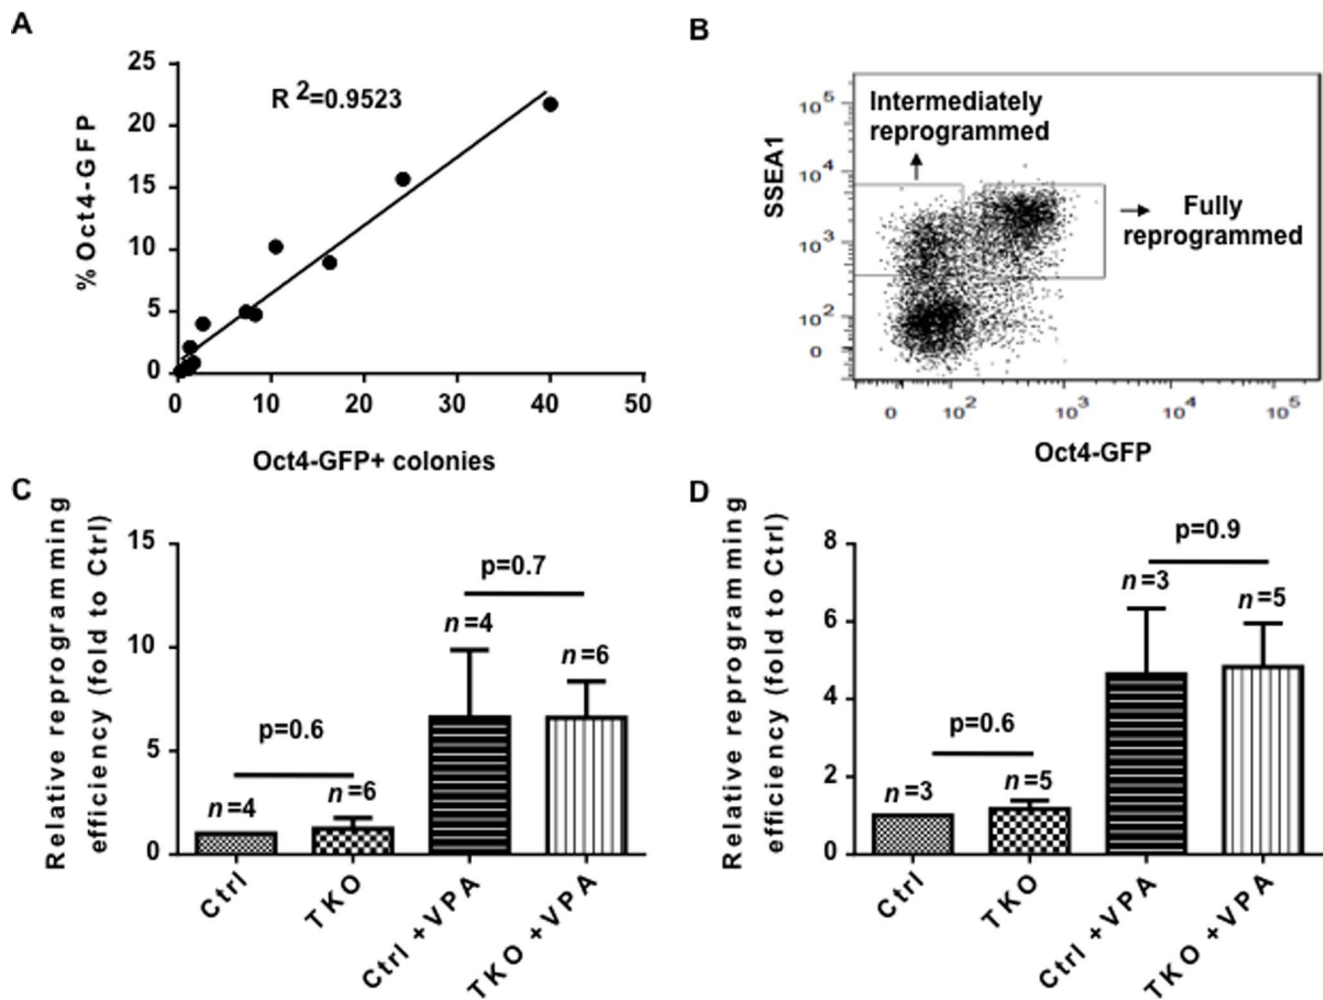 A
25
20
15
10
5
0
%Oct4-GFP
R 2=0.9523
0 10 20 30 40 50
Oct4-GFP+ colonies
B
SSEA1
10^5
10^4
10^3
10^2
0
Intermediately
reprogrammed
Fully
reprogrammed
0 10^2 10^3 10^4 10^5
Oct4-GFP
C
Relative reprogramming
efficiency (fold to Ctrl)
15
10
5
0
p=0.6
n=4
n=6
p=0.7
n=4
n=6
Ctrl
TKO
Ctrl +VPA
TKO +VPA
D
Relative reprogramming
efficiency (fold to Ctrl)
8
6
4
2
0
p=0.6
n=3
n=5
p=0.9
n=3
n=5
Ctrl
TKO
Ctrl +VPA
TKO +VPA